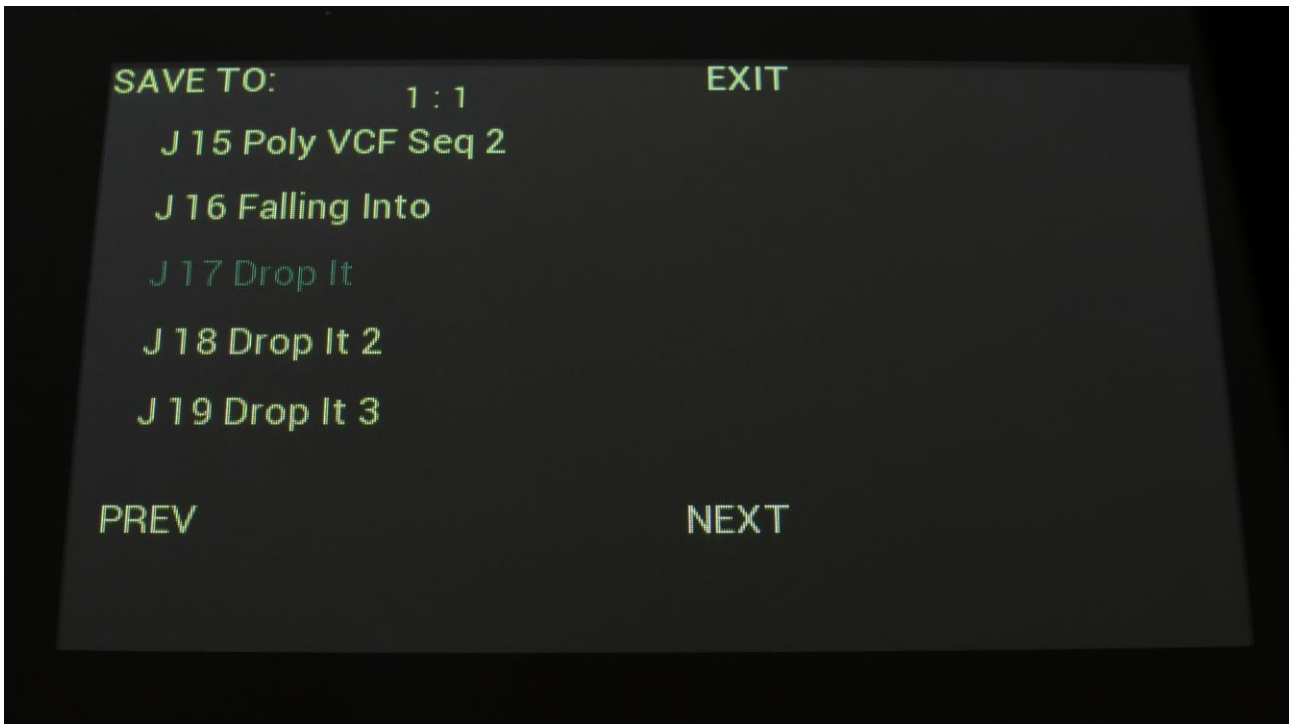 SAVE TO: EXIT
1 : 1
J 15 Poly VCF Seq 2
J 16 Falling Into
J 17 Drop It
J 18 Drop It 2
J 19 Drop It 3
PREV NEXT